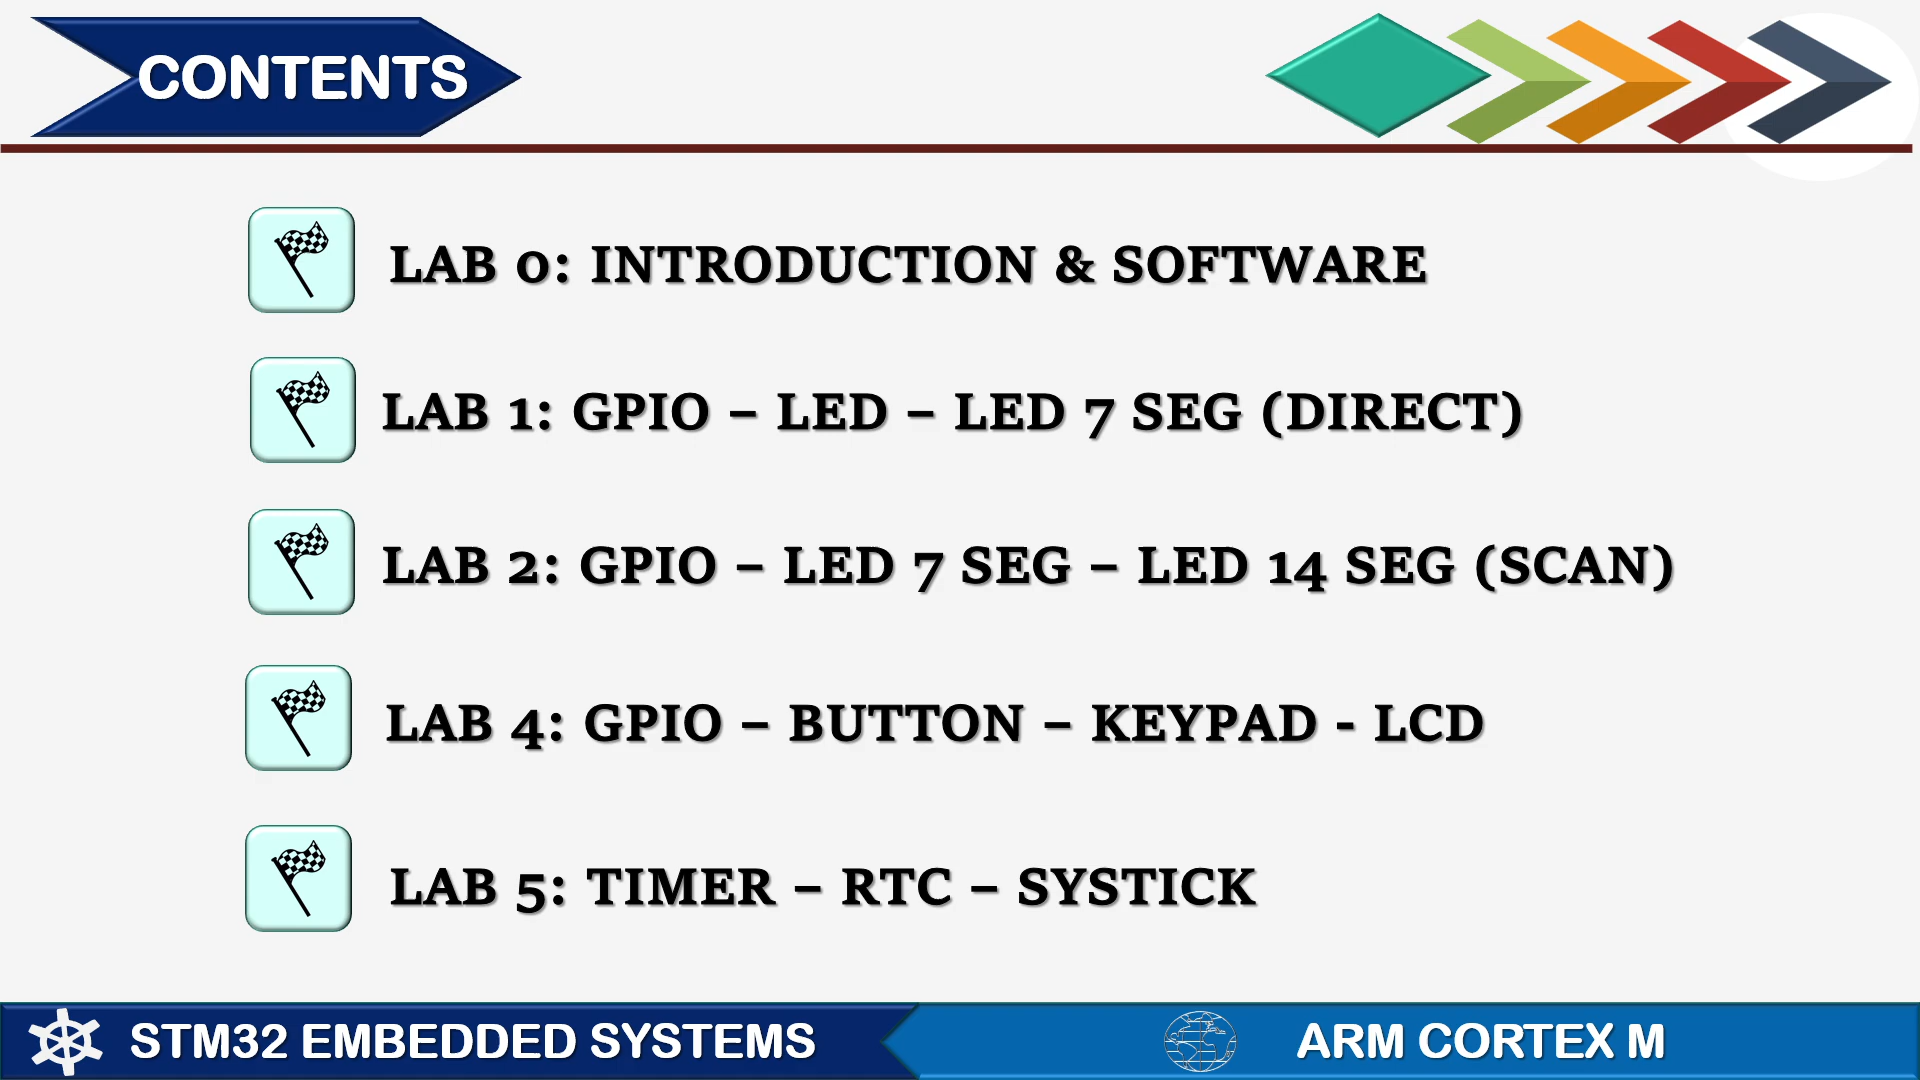 CONTENTS
LAB 0: INTRODUCTION & SOFTWARE
LAB 1: GPIO – LED – LED 7 SEG (DIRECT)
LAB 2: GPIO – LED 7 SEG – LED 14 SEG (SCAN)
LAB 4: GPIO – BUTTON – KEYPAD - LCD
LAB 5: TIMER – RTC – SYSTICK
STM32 EMBEDDED SYSTEMS
ARM CORTEX M